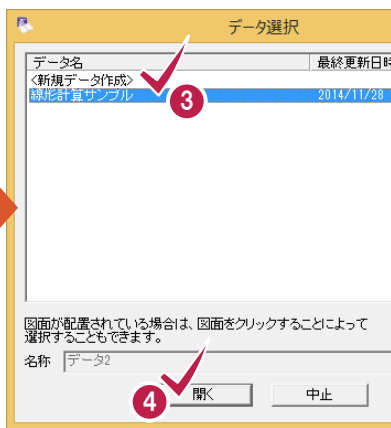 データ選択
データ名 最終更新日時
<新規データ作成>
線形計算サンプル 2014/11/28
3
図面が配置されている場合は、図面をクリックすることによって
選択することもできます。
名称 データ2
4
開く 中止